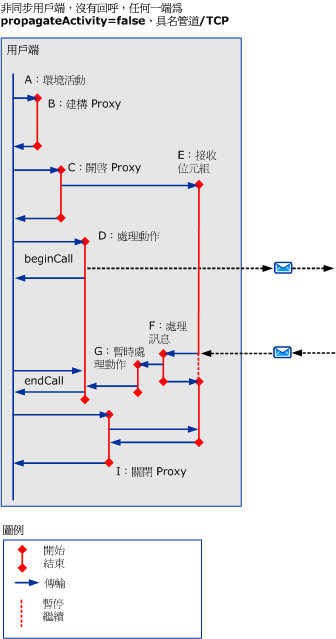 非同步用戶端，沒有回呼，任何一端為
propagateActivity=false，具名管道/TCP
用戶端
A：環境活動
B：建構 Proxy
E：接收
位元組
C：開啓 Proxy
D：處理動作
beginCall
F：處理
訊息
G：暫時處
理動作
endCall
I：關閉 Proxy
圖例
開始
結束
傳輸
暫停
繼續